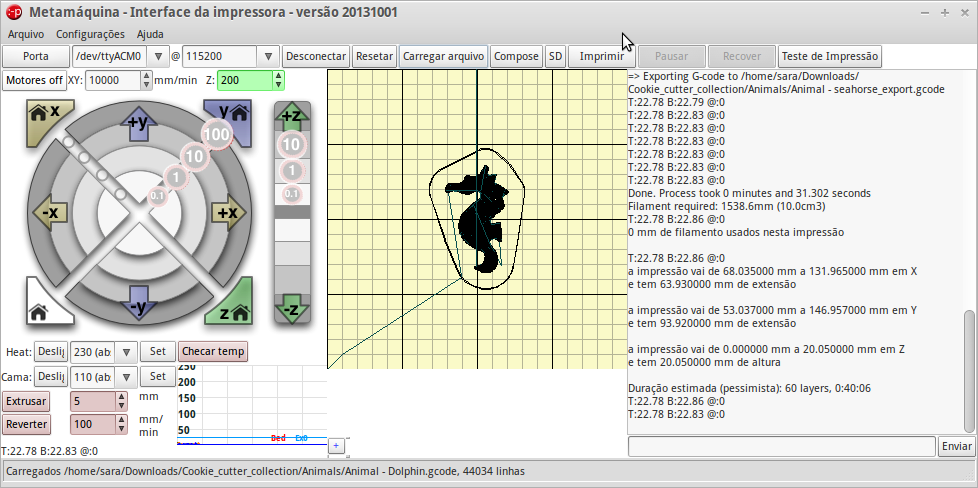 Metamáquina - Interface da impressora - versão 20131001
Arquivo Configurações Ajuda
Porta /dev/ttyACM0 @ 115200 Desconectar Resetar Carregar arquivo Compose SD Imprimir Pausar Recover Teste de Impressão
Motores off XY: 10000 mm/min Z: 200
x +y y +z
100
10 10
1 1
0.1 0.1
-x +x
-y z -z
Heat: Deslig 230 (ab: Set Checar temp
Cama: Deslig 110 (ab: Set
Extrusar 5 mm
Reverter 100 mm/
min
250
200
150
100
50
Bed Ex0
+
T:22.78 B:22.83 @:0
=> Exporting G-code to /home/sara/Downloads/
Cookie_cutter_collection/Animals/Animal - seahorse_export.gcode
T:22.78 B:22.79 @:0
T:22.78 B:22.83 @:0
T:22.78 B:22.83 @:0
T:22.78 B:22.83 @:0
T:22.78 B:22.83 @:0
T:22.78 B:22.83 @:0
T:22.78 B:22.83 @:0
Done. Process took 0 minutes and 31.302 seconds
Filament required: 1538.6mm (10.0cm3)
T:22.78 B:22.86 @:0
0 mm de filamento usados nesta impressão
T:22.78 B:22.86 @:0
a impressão vai de 68.035000 mm a 131.965000 mm em X
e tem 63.930000 mm de extensão
a impressão vai de 53.037000 mm a 146.957000 mm em Y
e tem 93.920000 mm de extensão
a impressão vai de 0.000000 mm a 20.050000 mm em Z
e tem 20.050000 mm de altura
Duração estimada (pessimista): 60 layers, 0:40:06
T:22.78 B:22.86 @:0
T:22.78 B:22.83 @:0
Enviar
Carregados /home/sara/Downloads/Cookie_cutter_collection/Animals/Animal - Dolphin.gcode, 44034 linhas